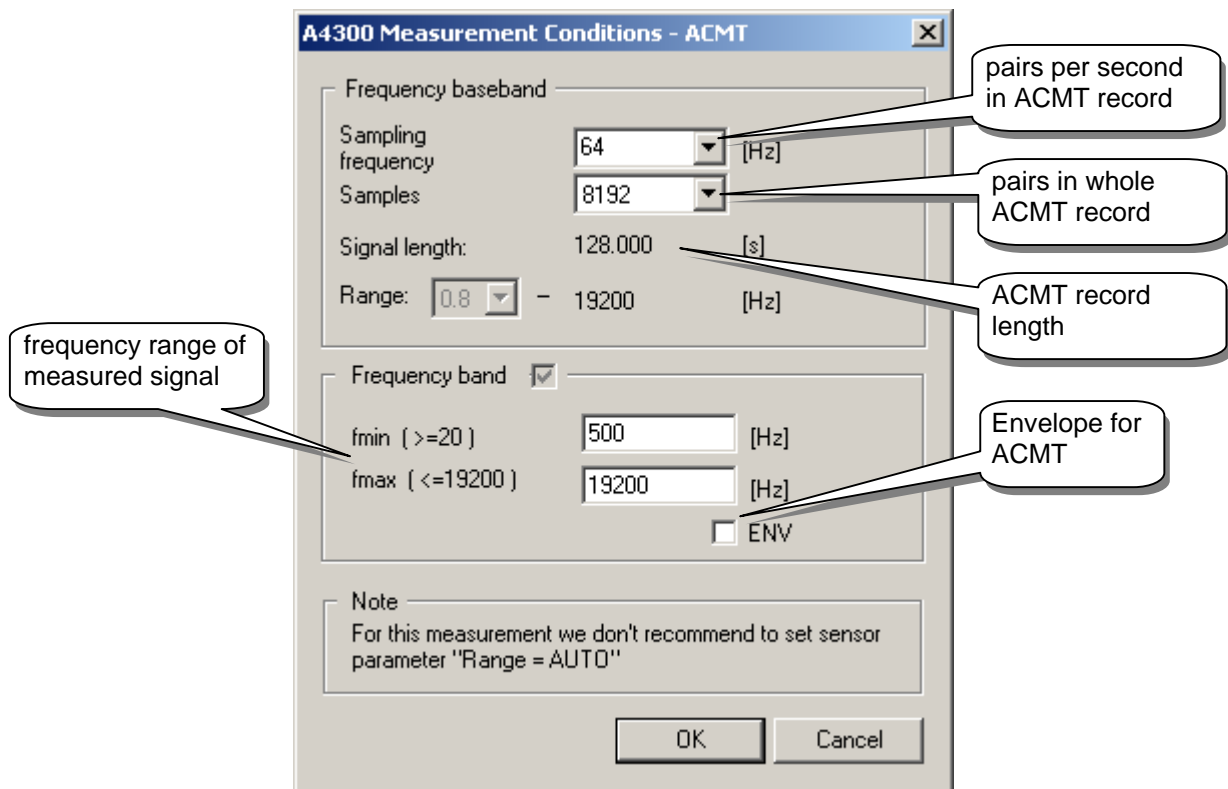 A4300 Measurement Conditions - ACMT
pairs per second
in ACMT record
Frequency baseband
Sampling
frequency
64
[Hz]
Samples
8192
pairs in whole
ACMT record
Signal length:
128.000
[s]
Range:
0.8
–
19200
[Hz]
ACMT record
length
frequency range of
measured signal
Frequency band
fmin ( >=20 )
500
[Hz]
fmax ( <=19200 )
19200
[Hz]
Envelope for
ACMT
ENV
Note
For this measurement we don't recommend to set sensor
parameter "Range = AUTO"
OK
Cancel